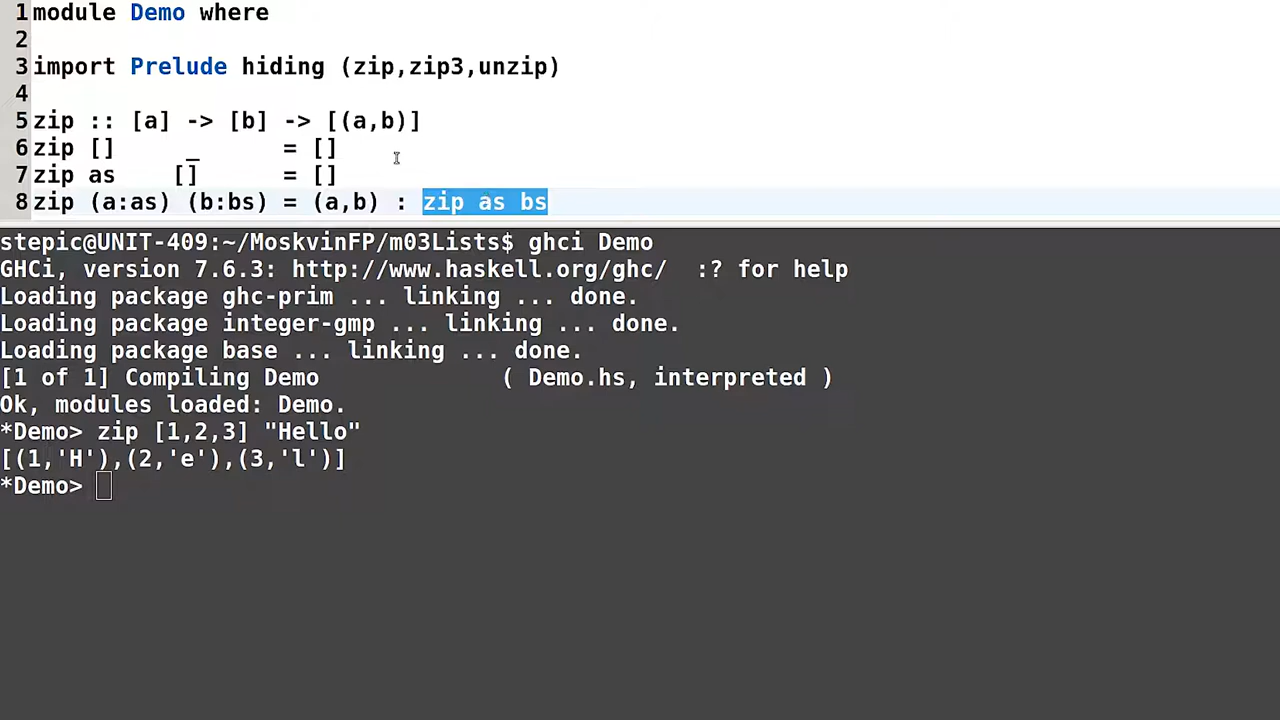 1 module Demo where
2
3 import Prelude hiding (zip,zip3,unzip)
4
5 zip :: [a] -> [b] -> [(a,b)]
6 zip []     _      = []
7 zip as    []      = []
8 zip (a:as) (b:bs) = (a,b) : zip as bs
stepic@UNIT-409:~/MoskvinFP/m03Lists$ ghci Demo
GHCi, version 7.6.3: http://www.haskell.org/ghc/  :? for help
Loading package ghc-prim ... linking ... done.
Loading package integer-gmp ... linking ... done.
Loading package base ... linking ... done.
[1 of 1] Compiling Demo             ( Demo.hs, interpreted )
Ok, modules loaded: Demo.
*Demo> zip [1,2,3] "Hello"
[(1,'H'),(2,'e'),(3,'l')]
*Demo>